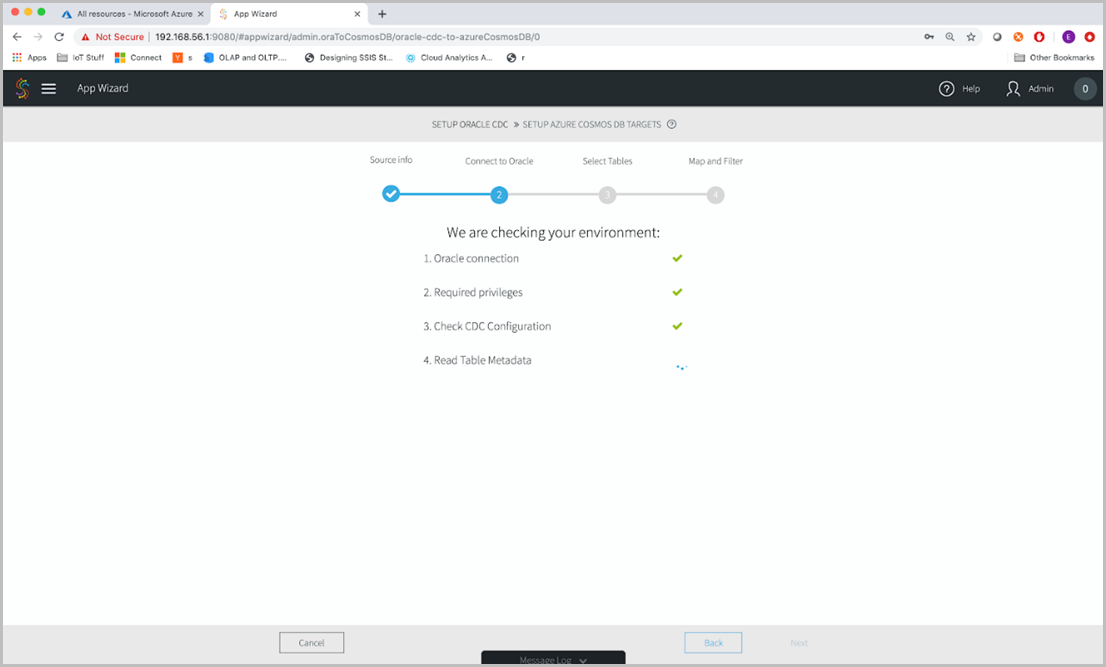 All resources - Microsoft Azure
App Wizard
Not Secure | 192.168.56.1:9080/#appwizard/admin.oraToCosmosDB/oracle-cdc-to-azureCosmosDB/0
E
Apps IoT Stuff Connect Y s OLAP and OLTP.... Designing SSIS St... Cloud Analytics A... r Other Bookmarks
App Wizard
? Help Admin 0
SETUP ORACLE CDC » SETUP AZURE COSMOS DB TARGETS ?
Source info Connect to Oracle Select Tables Map and Filter
2 3 4
We are checking your environment:
1. Oracle connection
2. Required privileges
3. Check CDC Configuration
4. Read Table Metadata
Cancel Back Next
Message Log